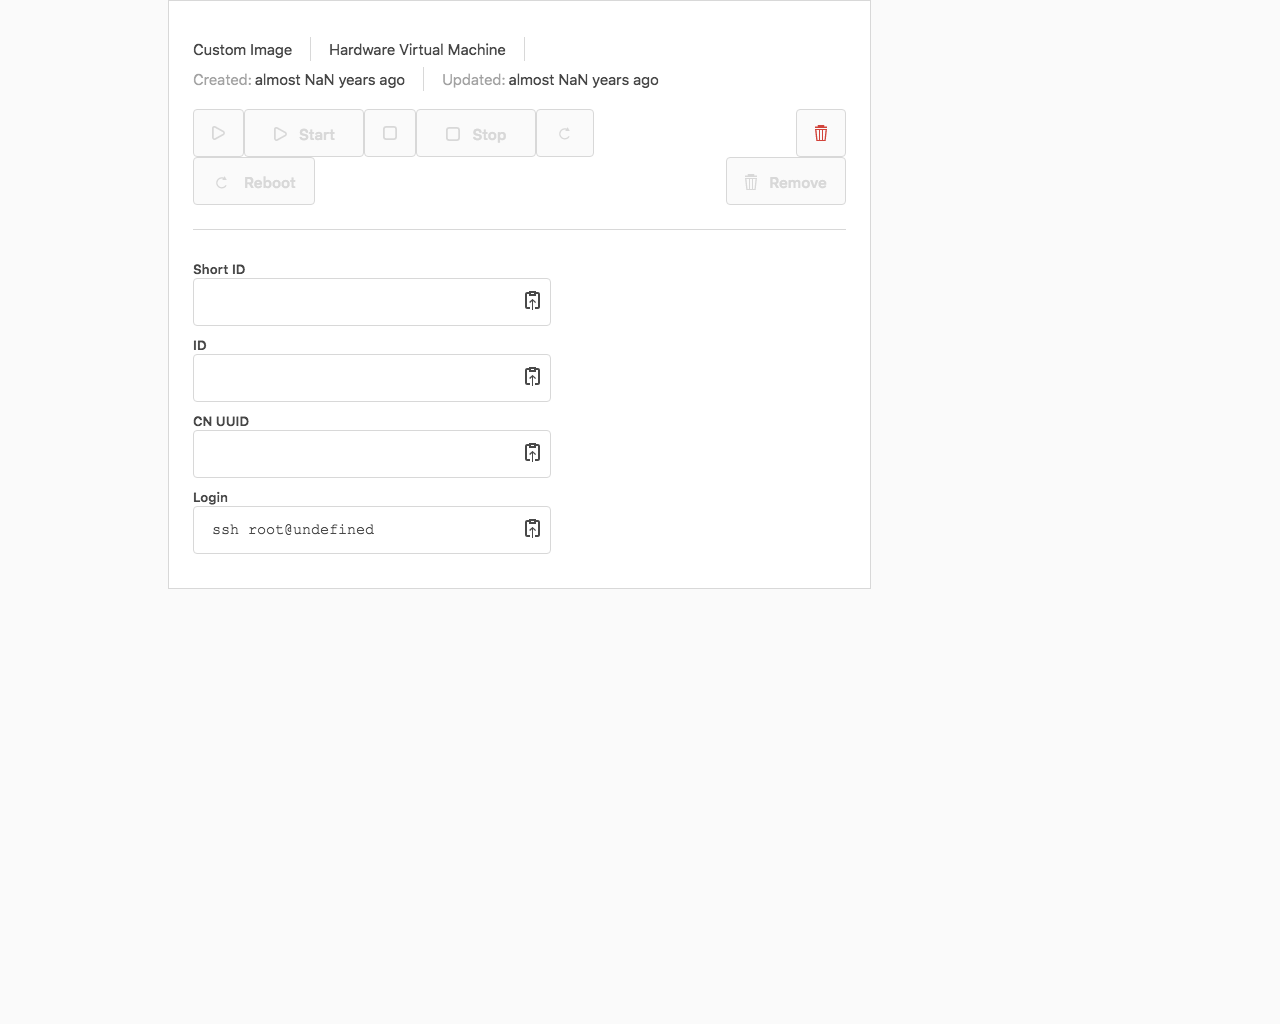 Custom Image Hardware Virtual Machine
Created: almost NaN years ago Updated: almost NaN years ago
Start Stop
Reboot Remove
Short ID
ID
CN UUID
Login
ssh root@undefined